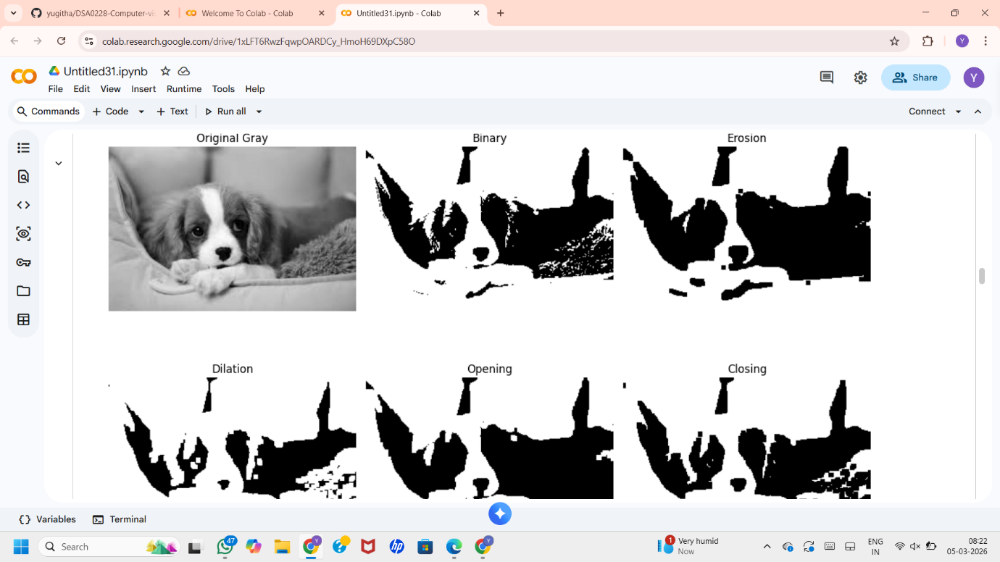 yugitha/DSA0228-Computer-vi
Welcome To Colab - Colab
Untitled31.ipynb - Colab
colab.research.google.com/drive/1xLFT6RwzFqwpOARDCy_HmoH69DXpC58O
Y
Untitled31.ipynb
File Edit View Insert Runtime Tools Help
Share
Y
Commands + Code + Text Run all
Connect
Original Gray Binary Erosion
Dilation Opening Closing
Variables Terminal
Search
47
Y
?
hp
Y
1
Very humid
Now
ENG
IN
08:22
05-03-2026